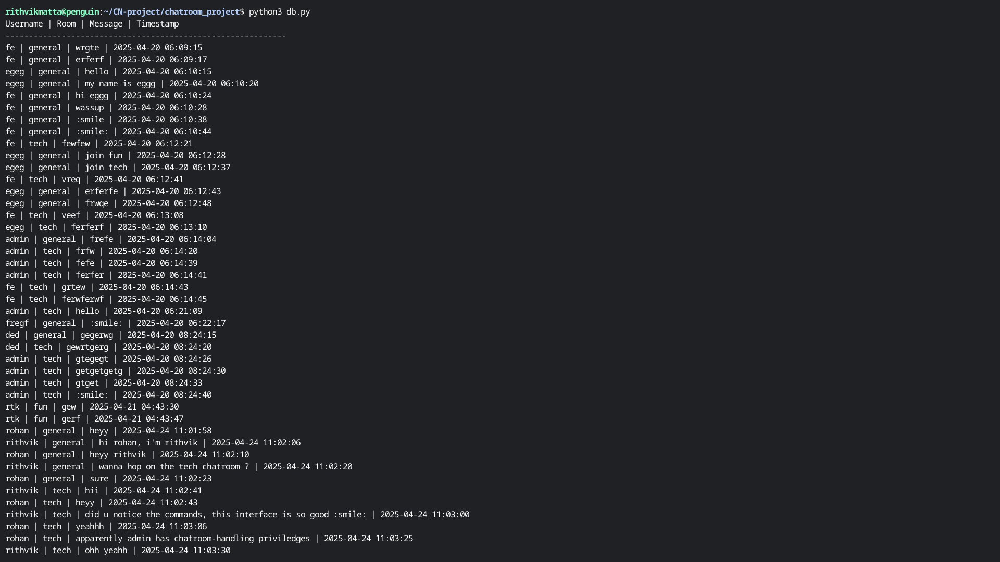 rithvikmatta@penguin:~/CN-project/chatroom_project$ python3 db.py
Username | Room | Message | Timestamp
------------------------------------------------------------
fe | general | wrgte | 2025-04-20 06:09:15
fe | general | erferf | 2025-04-20 06:09:17
egeg | general | hello | 2025-04-20 06:10:15
egeg | general | my name is eggg | 2025-04-20 06:10:20
fe | general | hi eggg | 2025-04-20 06:10:24
fe | general | wassup | 2025-04-20 06:10:28
fe | general | :smile | 2025-04-20 06:10:38
fe | general | :smile: | 2025-04-20 06:10:44
fe | tech | fewfew | 2025-04-20 06:12:21
egeg | general | join fun | 2025-04-20 06:12:28
egeg | general | join tech | 2025-04-20 06:12:37
fe | tech | vreq | 2025-04-20 06:12:41
egeg | general | erferfe | 2025-04-20 06:12:43
egeg | general | frwqe | 2025-04-20 06:12:48
fe | tech | veef | 2025-04-20 06:13:08
egeg | tech | ferferf | 2025-04-20 06:13:10
admin | general | frefe | 2025-04-20 06:14:04
admin | tech | frfw | 2025-04-20 06:14:20
admin | tech | fefe | 2025-04-20 06:14:39
admin | tech | ferfer | 2025-04-20 06:14:41
fe | tech | grtew | 2025-04-20 06:14:43
fe | tech | ferwferwf | 2025-04-20 06:14:45
admin | tech | hello | 2025-04-20 06:21:09
fregf | general | :smile: | 2025-04-20 06:22:17
ded | general | gegerwg | 2025-04-20 08:24:15
ded | tech | gewrtgerg | 2025-04-20 08:24:20
admin | tech | gtegegt | 2025-04-20 08:24:26
admin | tech | getgetgetg | 2025-04-20 08:24:30
admin | tech | gtget | 2025-04-20 08:24:33
admin | tech | :smile: | 2025-04-20 08:24:40
rtk | fun | gew | 2025-04-21 04:43:30
rtk | fun | gerf | 2025-04-21 04:43:47
rohan | general | heyy | 2025-04-24 11:01:58
rithvik | general | hi rohan, i'm rithvik | 2025-04-24 11:02:06
rohan | general | heyy rithvik | 2025-04-24 11:02:10
rithvik | general | wanna hop on the tech chatroom ? | 2025-04-24 11:02:20
rohan | general | sure | 2025-04-24 11:02:23
rithvik | tech | hii | 2025-04-24 11:02:41
rohan | tech | heyy | 2025-04-24 11:02:43
rithvik | tech | did u notice the commands, this interface is so good :smile: | 2025-04-24 11:03:00
rohan | tech | yeahhh | 2025-04-24 11:03:06
rohan | tech | apparently admin has chatroom-handling priviledges | 2025-04-24 11:03:25
rithvik | tech | ohh yeahh | 2025-04-24 11:03:30